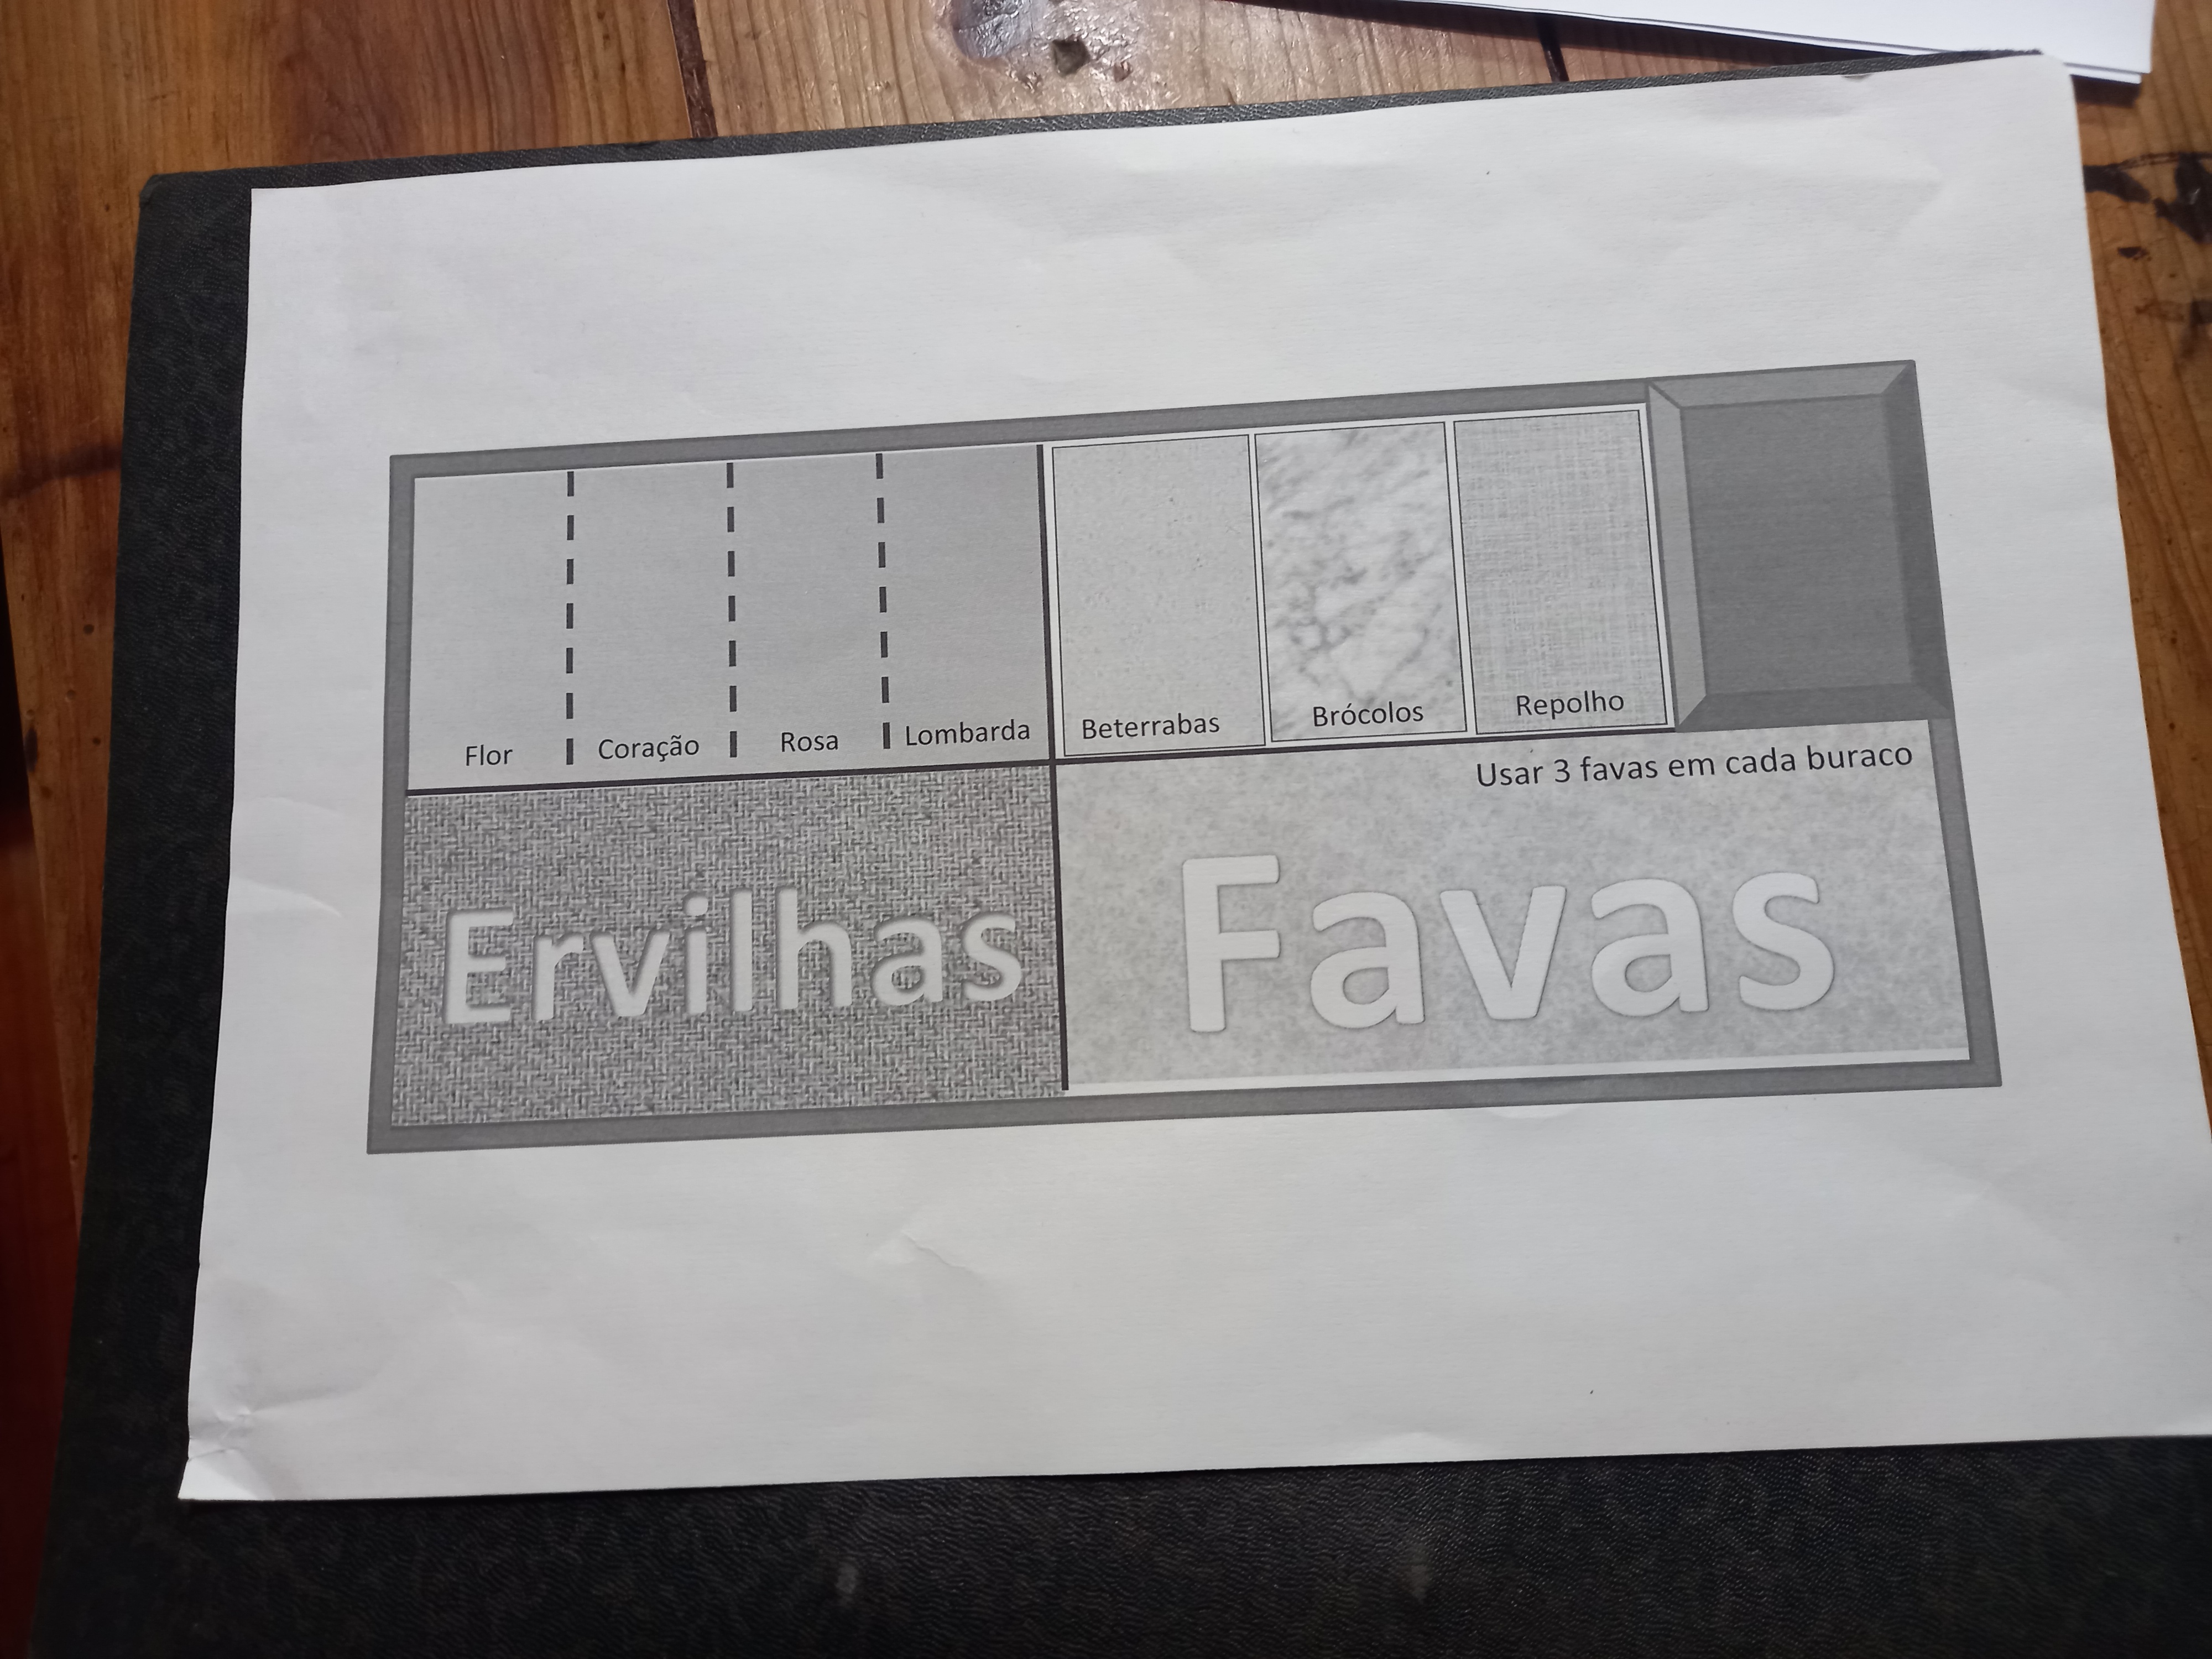 Flor
Coração
Rosa
Lombarda
Beterrabas
Brócolos
Repolho
Ervilhas
Usar 3 favas em cada buraco
Favas